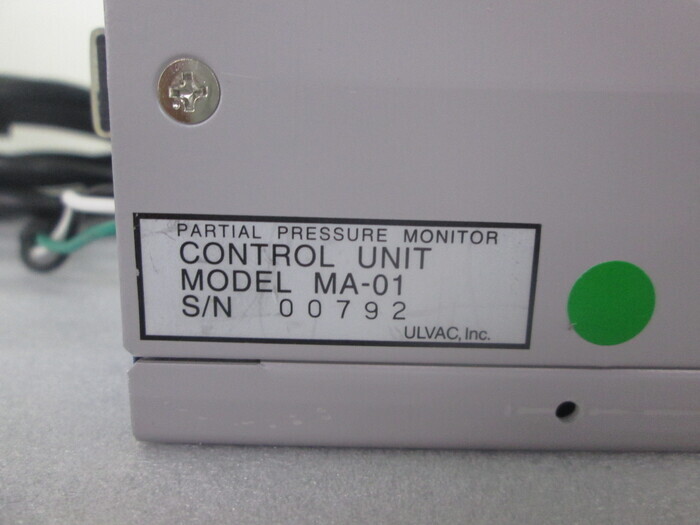 PARTIAL PRESSURE MONITOR
CONTROL UNIT
MODEL MA-01
S/N 00792
ULVAC, Inc.